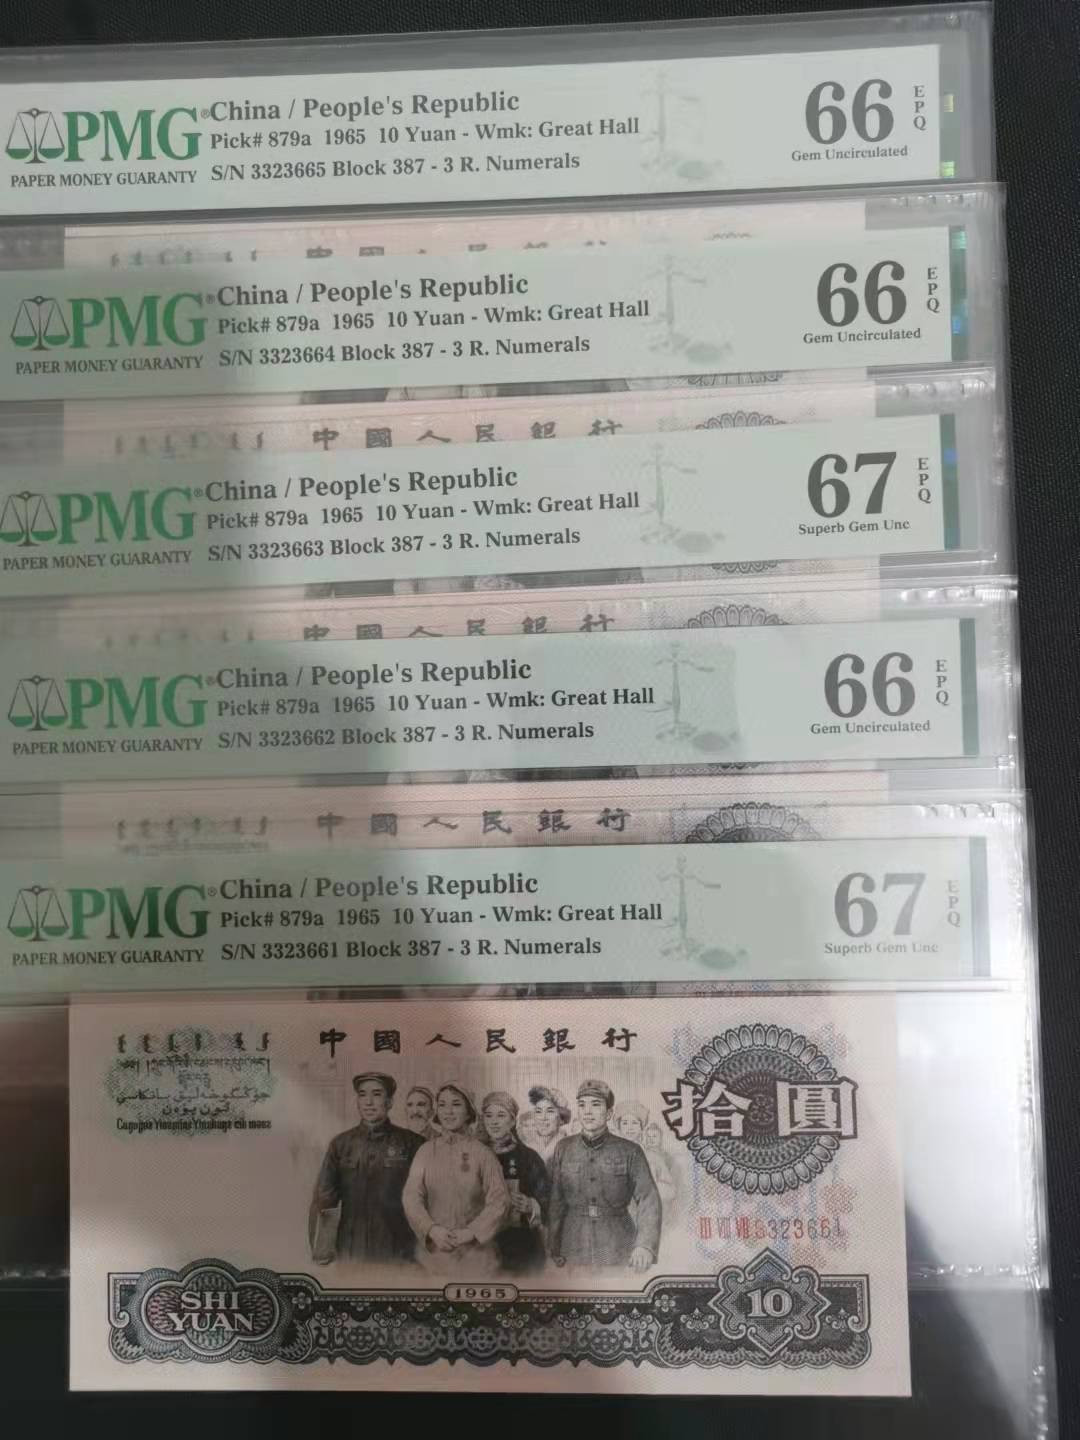 PMG®
PAPER MONEY GUARANTY
China / People's Republic
Pick# 879a 1965 10 Yuan - Wmk: Great Hall
S/N 3323665 Block 387 - 3 R. Numerals
66
EPQ
Gem Uncirculated
中國人民銀行
PMG®
PAPER MONEY GUARANTY
China / People's Republic
Pick# 879a 1965 10 Yuan - Wmk: Great Hall
S/N 3323664 Block 387 - 3 R. Numerals
66
EPQ
Gem Uncirculated
中國人民銀行
PMG®
PAPER MONEY GUARANTY
China / People's Republic
Pick# 879a 1965 10 Yuan - Wmk: Great Hall
S/N 3323663 Block 387 - 3 R. Numerals
67
EPQ
Superb Gem Unc
中國人民銀行
PMG®
PAPER MONEY GUARANTY
China / People's Republic
Pick# 879a 1965 10 Yuan - Wmk: Great Hall
S/N 3323662 Block 387 - 3 R. Numerals
66
EPQ
Gem Uncirculated
中國人民銀行
PMG®
PAPER MONEY GUARANTY
China / People's Republic
Pick# 879a 1965 10 Yuan - Wmk: Great Hall
S/N 3323661 Block 387 - 3 R. Numerals
67
EPQ
Superb Gem Unc
中國人民銀行
拾圓
III VII VIII 3323661
1965
SHI
YUAN
10